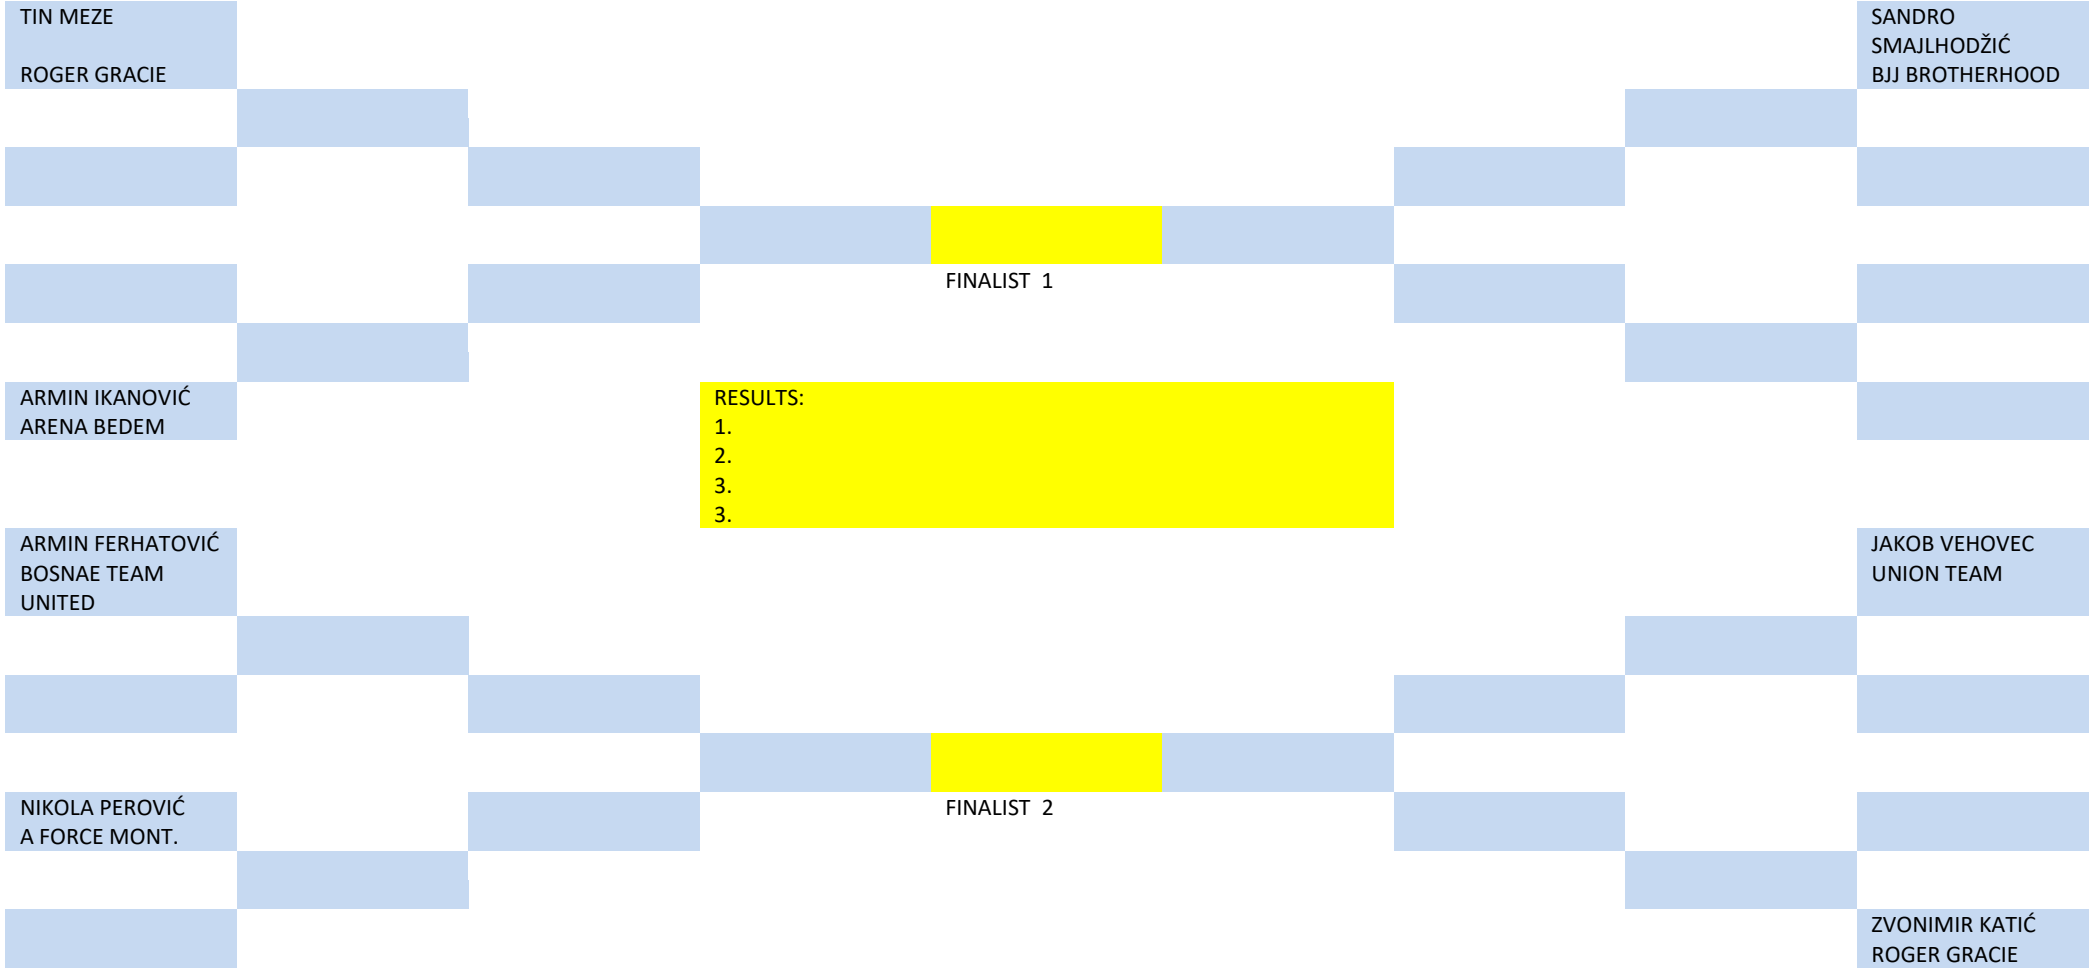 TIN MEZE
ROGER GRACIE
SANDRO
SMAJLHODŽIĆ
BJJ BROTHERHOOD
FINALIST  1
ARMIN IKANOVIĆ
ARENA BEDEM
RESULTS:
1.
2.
3.
3.
ARMIN FERHATOVIĆ
BOSNAE TEAM
UNITED
JAKOB VEHOVEC
UNION TEAM
NIKOLA PEROVIĆ
A FORCE MONT.
FINALIST  2
ZVONIMIR KATIĆ
ROGER GRACIE